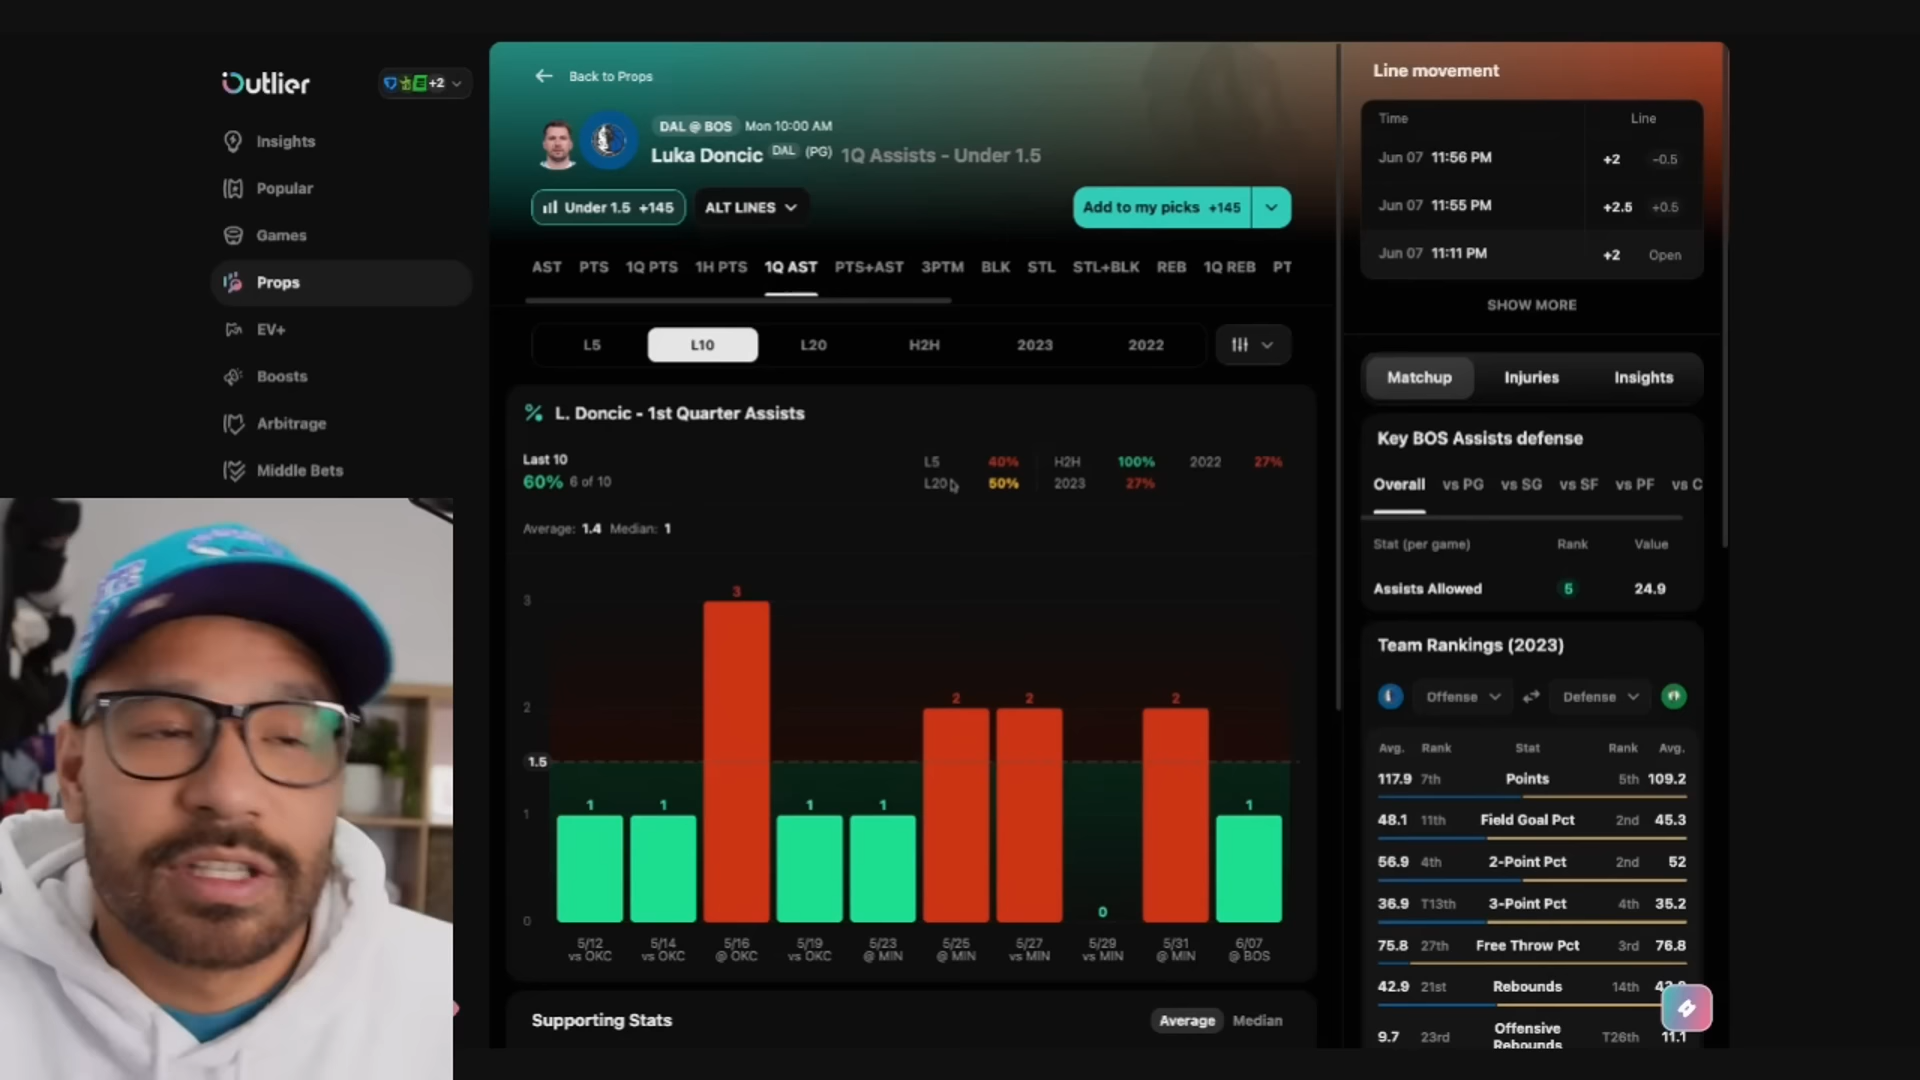 Outlier
+2
Insights
Popular
Games
Props
EV+
Boosts
Arbitrage
Middle Bets
Back to Props
DAL @ BOS Mon 10:00 AM
Luka Doncic DAL (PG) 1Q Assists - Under 1.5
Under 1.5 +145 ALT LINES
Add to my picks +145
AST PTS 1Q PTS 1H PTS 1Q AST PTS+AST 3PTM BLK STL STL+BLK REB 1Q REB PT
L5 L10 L20 H2H 2023 2022
% L. Doncic - 1st Quarter Assists
Last 10
60% 6 of 10
L5 40% H2H 100% 2022 27%
L20 50% 2023 27%
Average: 1.4 Median: 1
3
2
1.5
1
0
1 1 3 1 1 2 2 0 2 1
5/12 5/14 5/16 5/19 5/23 5/25 5/27 5/29 5/31 6/07
vs OKC vs OKC @ OKC vs OKC @ MIN @ MIN vs MIN vs MIN @ MIN @ BOS
Supporting Stats Average Median
Line movement
Time Line
Jun 07 11:56 PM +2 -0.5
Jun 07 11:55 PM +2.5 +0.5
Jun 07 11:11 PM +2 Open
SHOW MORE
Matchup Injuries Insights
Key BOS Assists defense
Overall vs PG vs SG vs SF vs PF vs C
Stat (per game) Rank Value
Assists Allowed 5 24.9
Team Rankings (2023)
Offense Defense
Avg. Rank Stat Rank Avg.
117.9 7th Points 5th 109.2
48.1 11th Field Goal Pct 2nd 45.3
56.9 4th 2-Point Pct 2nd 52
36.9 T13th 3-Point Pct 4th 35.2
75.8 27th Free Throw Pct 3rd 76.8
42.9 21st Rebounds 14th
9.7 23rd Offensive Rebounds T26th 11.1